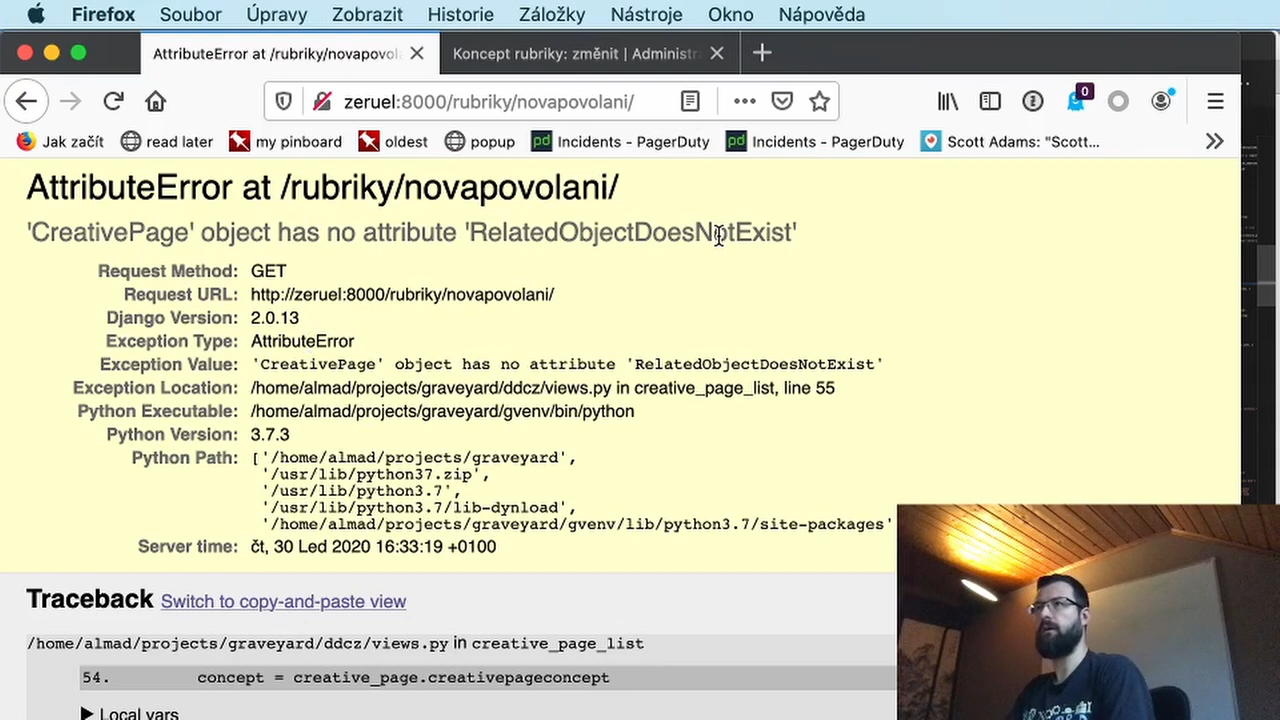 Firefox Soubor Úpravy Zobrazit Historie Záložky Nástroje Okno Nápověda
AttributeError at /rubriky/novapovol
Koncept rubriky: změnit | Administr
zeruel:8000/rubriky/novapovolani/
0
Jak začít read later my pinboard oldest popup pd Incidents - PagerDuty pd Incidents - PagerDuty Scott Adams: "Scott...
AttributeError at /rubriky/novapovolani/
'CreativePage' object has no attribute 'RelatedObjectDoesNotExist'
Request Method: GET
Request URL: http://zeruel:8000/rubriky/novapovolani/
Django Version: 2.0.13
Exception Type: AttributeError
Exception Value: 'CreativePage' object has no attribute 'RelatedObjectDoesNotExist'
Exception Location: /home/almad/projects/graveyard/ddcz/views.py in creative_page_list, line 55
Python Executable: /home/almad/projects/graveyard/gvenv/bin/python
Python Version: 3.7.3
Python Path: ['/home/almad/projects/graveyard',
'/usr/lib/python37.zip',
'/usr/lib/python3.7',
'/usr/lib/python3.7/lib-dynload',
'/home/almad/projects/graveyard/gvenv/lib/python3.7/site-packages'
Server time: čt, 30 Led 2020 16:33:19 +0100
Traceback Switch to copy-and-paste view
/home/almad/projects/graveyard/ddcz/views.py in creative_page_list
54. concept = creative_page.creativepageconcept
▶ Local vars